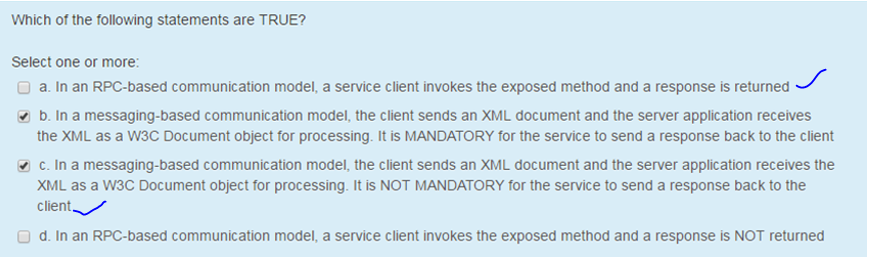 Which of the following statements are TRUE?
Select one or more:
a. In an RPC-based communication model, a service client invokes the exposed method and a response is returned
b. In a messaging-based communication model, the client sends an XML document and the server application receives
the XML as a W3C Document object for processing. It is MANDATORY for the service to send a response back to the client
c. In a messaging-based communication model, the client sends an XML document and the server application receives the
XML as a W3C Document object for processing. It is NOT MANDATORY for the service to send a response back to the
client.
d. In an RPC-based communication model, a service client invokes the exposed method and a response is NOT returned